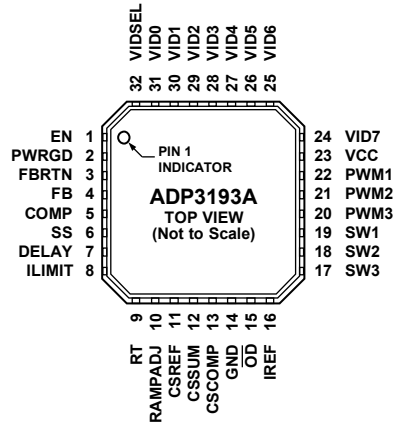 VIDSEL
VID0
VID1
VID2
VID3
VID4
VID5
VID6
32 31 30 29 28 27 26 25
EN 1
PWRGD 2
FBRTN 3
FB 4
COMP 5
SS 6
DELAY 7
ILIMIT 8
PIN 1
INDICATOR
ADP3193A
TOP VIEW
(Not to Scale)
24 VID7
23 VCC
22 PWM1
21 PWM2
20 PWM3
19 SW1
18 SW2
17 SW3
9 10 11 12 13 14 15 16
RT
RAMPADJ
CSREF
CSSUM
CSCOMP
GND
OD
IREF